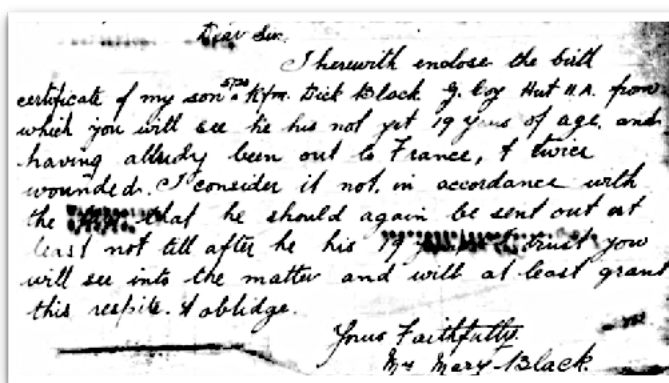 Dear Sir.
I herewith enclose the birth
certificate of my son Rfm. Dick Black G. Coy Hut 11.A. from
which you will see he his not yet 19 years of age, and
having allredy been out to France, & twice
wounded. I consider it not, in accordance with
the that he should again be sent out at
least not till after he his 19 trust you
will see into the matter and will at least grant
this respite. & ablidge.
Yours Faithfully.
Mrs Mary Black.